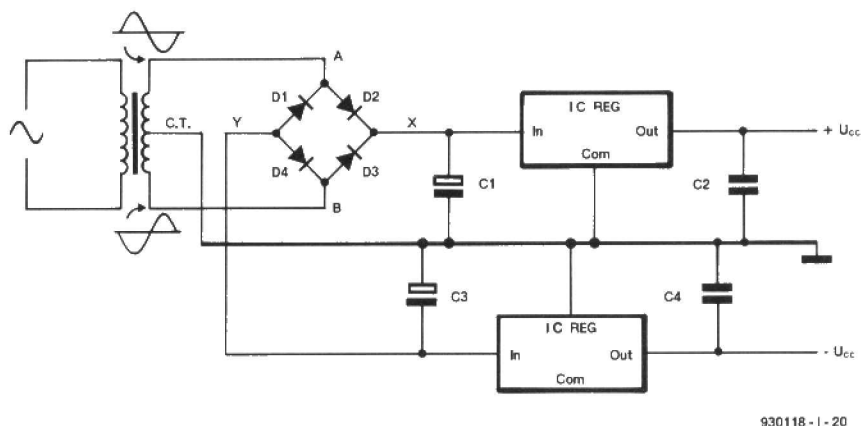 A
D1
D2
C.T.
Y
X
IC REG
In
Out
Com
+ Ucc
D4
D3
C1
C2
B
C3
C4
IC REG
In
Out
Com
- Ucc
930118 - I - 20